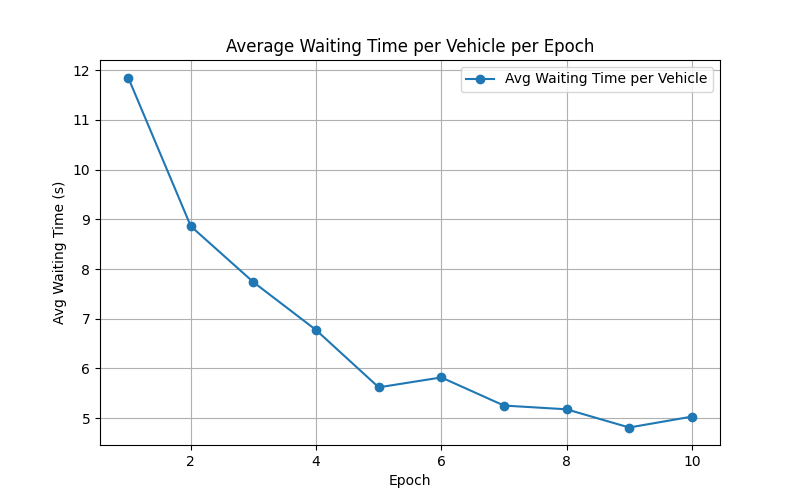 Average Waiting Time per Vehicle per Epoch
Avg Waiting Time per Vehicle
12
11
10
9
8
7
6
5
Avg Waiting Time (s)
2 4 6 8 10
Epoch